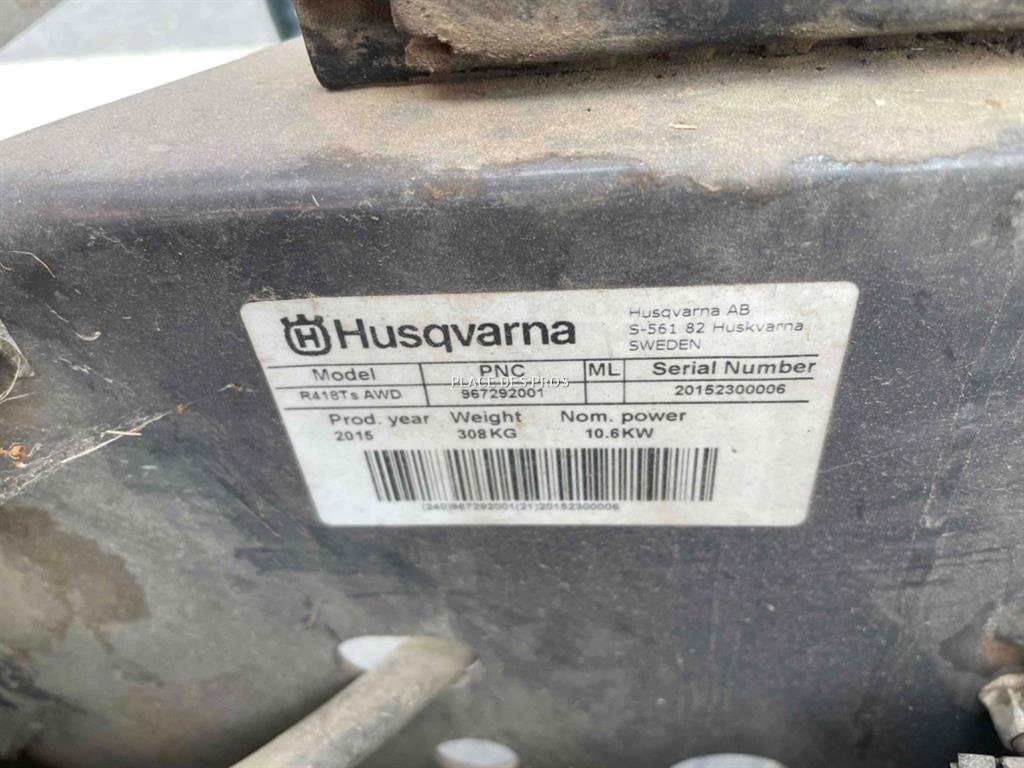 Husqvarna
Husqvarna AB
S-561 82 Huskvarna
SWEDEN
Model PNC ML Serial Number
PLACE DES PROS
R418Ts AWD 967292001 20152300006
Prod. year Weight Nom. power
2015 308KG 10.6KW
(240)967292001(21)20152300006